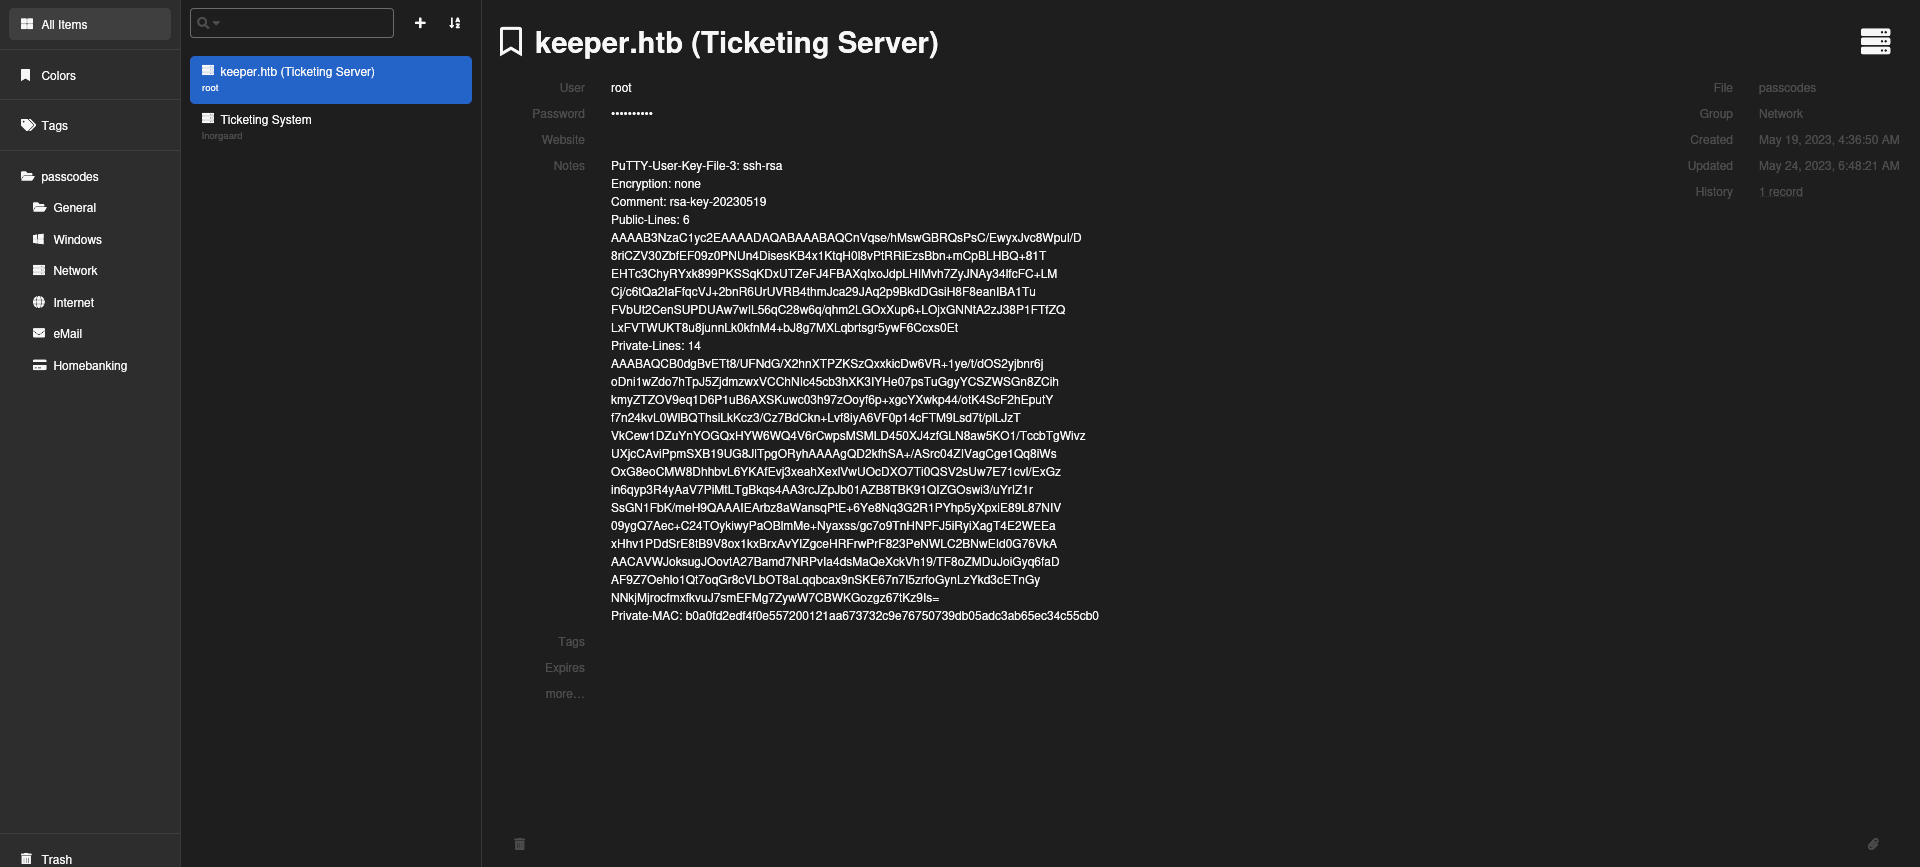 All Items
Colors
Tags
passcodes
General
Windows
Network
Internet
eMail
Homebanking
Trash
keeper.htb (Ticketing Server)
root
Ticketing System
lnorgaard
keeper.htb (Ticketing Server)
User root
Password ••••••••••
Website
Notes PuTTY-User-Key-File-3: ssh-rsa
Encryption: none
Comment: rsa-key-20230519
Public-Lines: 6
AAAAB3NzaC1yc2EAAAADAQABAAABAQCnVqse/hMswGBRQsPsC/EwyxJvc8Wpul/D
8riCZV30ZbfEF09z0PNUn4DisesKB4x1KtqH0l8vPtRRiEzsBbn+mCpBLHBQ+81T
EHTc3ChyRYxk899PKSSqKDxUTZeFJ4FBAXqIxoJdpLHIMvh7ZyJNAy34lfcFC+LM
Cj/c6tQa2IaFfqcVJ+2bnR6UrUVRB4thmJca29JAq2p9BkdDGsiH8F8eanIBA1Tu
FVbUt2CenSUPDUAw7wIL56qC28w6q/qhm2LGOxXup6+LOjxGNNtA2zJ38P1FTfZQ
LxFVTWUKT8u8junnLk0kfnM4+bJ8g7MXLqbrtsgr5ywF6Ccxs0Et
Private-Lines: 14
AAABAQCB0dgBvETt8/UFNdG/X2hnXTPZKSzQxxkicDw6VR+1ye/t/dOS2yjbnr6j
oDni1wZdo7hTpJ5ZjdmzwxVCChNIc45cb3hXK3IYHe07psTuGgyYCSZWSGn8ZCih
kmyZTZOV9eq1D6P1uB6AXSKuwc03h97zOoyf6p+xgcYXwkp44/otK4ScF2hEputY
f7n24kvL0WlBQThsiLkKcz3/Cz7BdCkn+Lvf8iyA6VF0p14cFTM9Lsd7t/plLJzT
VkCew1DZuYnYOGQxHYW6WQ4V6rCwpsMSMLD450XJ4zfGLN8aw5KO1/TccbTgWivz
UXjcCAviPpmSXB19UG8JlTpgORyhAAAAgQD2kfhSA+/ASrc04ZIVagCge1Qq8iWs
OxG8eoCMW8DhhbvL6YKAfEvj3xeahXexlVwUOcDXO7Ti0QSV2sUw7E71cvl/ExGz
in6qyp3R4yAaV7PiMtLTgBkqs4AA3rcJZpJb01AZB8TBK91QIZGOswi3/uYrIZ1r
SsGN1FbK/meH9QAAAIEArbz8aWansqPtE+6Ye8Nq3G2R1PYhp5yXpxiE89L87NIV
09ygQ7Aec+C24TOykiwyPaOBlmMe+Nyaxss/gc7o9TnHNPFJ5iRyiXagT4E2WEEa
xHhv1PDdSrE8tB9V8ox1kxBrxAvYIZgceHRFrwPrF823PeNWLC2BNwEId0G76VkA
AACAVWJoksugJOovtA27Bamd7NRPvIa4dsMaQeXckVh19/TF8oZMDuJoiGyq6faD
AF9Z7Oehlo1Qt7oqGr8cVLbOT8aLqqbcax9nSKE67n7I5zrfoGynLzYkd3cETnGy
NNkjMjrocfmxfkvuJ7smEFMg7ZywW7CBWKGozgz67tKz9Is=
Private-MAC: b0a0fd2edf4f0e557200121aa673732c9e76750739db05adc3ab65ec34c55cb0
Tags
Expires
more…
File passcodes
Group Network
Created May 19, 2023, 4:36:50 AM
Updated May 24, 2023, 6:48:21 AM
History 1 record